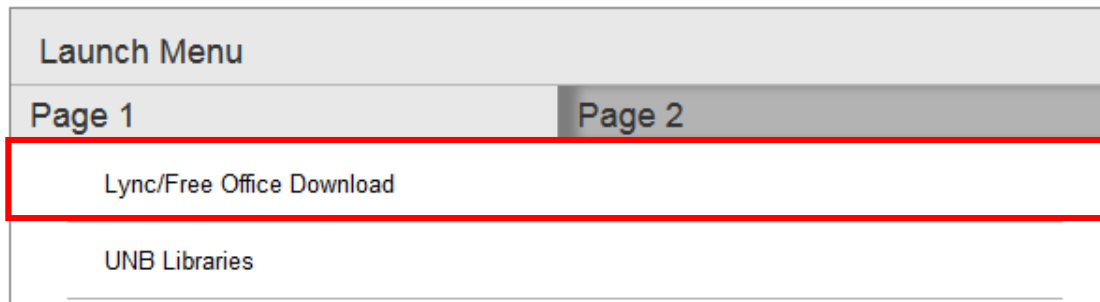 Launch Menu
Page 1 Page 2
Lync/Free Office Download
UNB Libraries